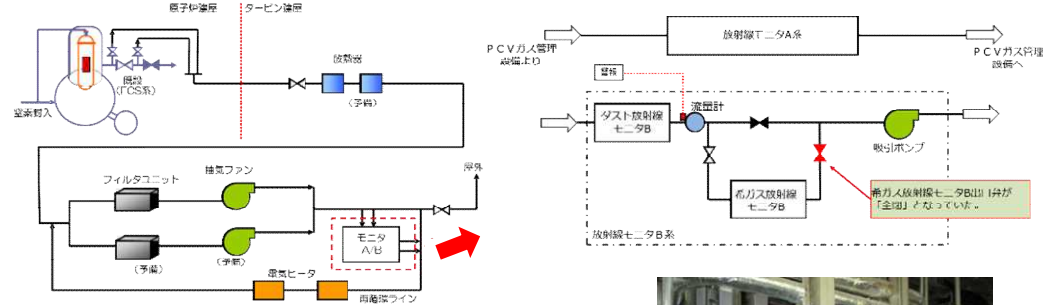 原子炉建屋
タービン建屋
既設
(FCS系)
窒素封入
放熱器
(予備)
フィルタユニット
抽気ファン
(予備)
(予備)
屋外
モニタ
A/B
電気ヒータ
再循環ライン
PCVガス管理
設備より
放射線モニタA系
PCVガス管理
設備へ
警報
流量計
ダスト放射線
モニタB
吸引ポンプ
希ガス放射線
モニタB
希ガス放射線モニタB出口弁が
「全閉」となっていた。
放射線モニタB系